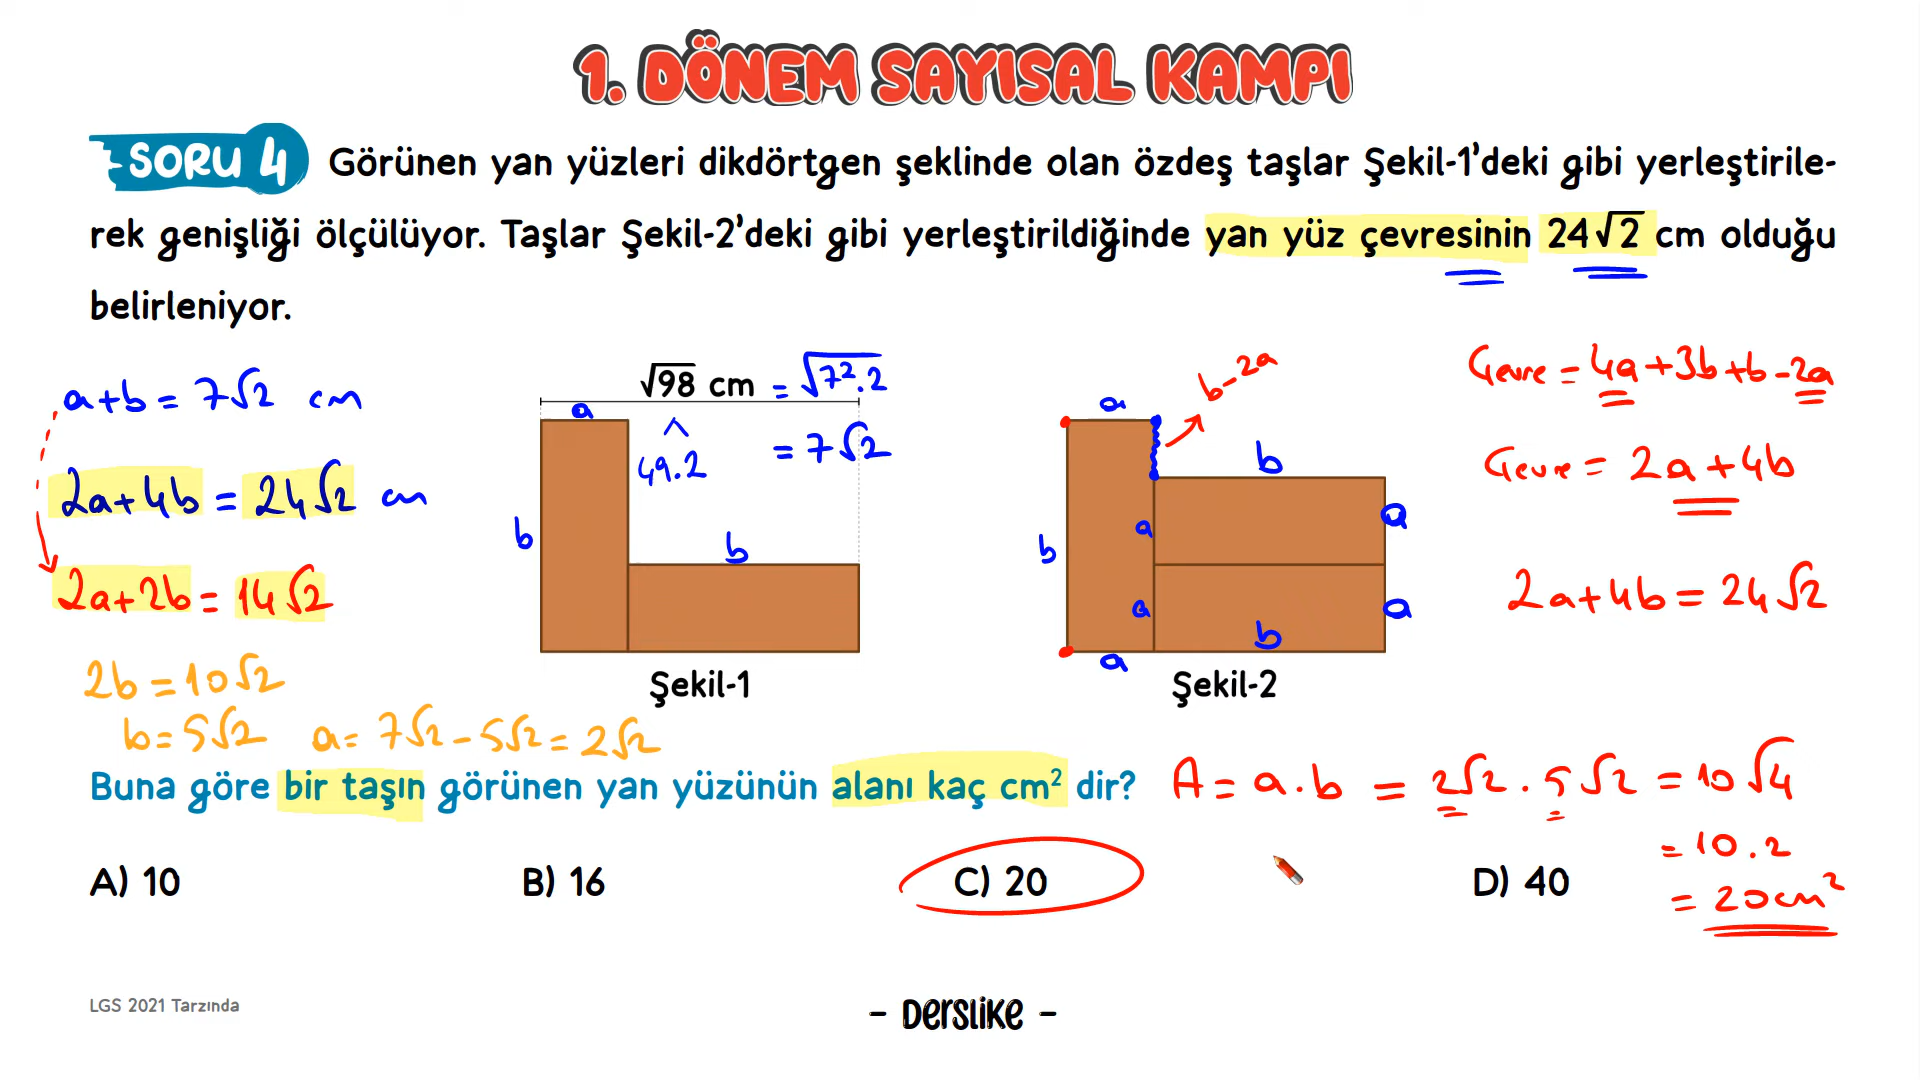 1. DÖNEM SAYISAL KAMPI
SORU 4 Görünen yan yüzleri dikdörtgen şeklinde olan özdeş taşlar Şekil-1’deki gibi yerleştirile-
rek genişliği ölçülüyor. Taşlar Şekil-2’deki gibi yerleştirildiğinde yan yüz çevresinin 24√2 cm olduğu
belirleniyor.
a+b = 7√2 cm
2a+4b = 24√2 cm
2a+2b = 14√2
2b = 10√2
b = 5√2 a = 7√2 - 5√2 = 2√2
√98 cm = √7².2
49.2 = 7√2
a
b
b
Şekil-1
b-2a
a
b
b
a
a
a
a
b
a
Şekil-2
Çevre = 4a+3b+b-2a
Çevre = 2a+4b
2a+4b = 24√2
Buna göre bir taşın görünen yan yüzünün alanı kaç cm² dir?
A = a.b = 2√2 . 5√2 = 10√4
= 10.2
= 20cm²
A) 10
B) 16
C) 20
D) 40
LGS 2021 Tarzında
- DERSLİKE -